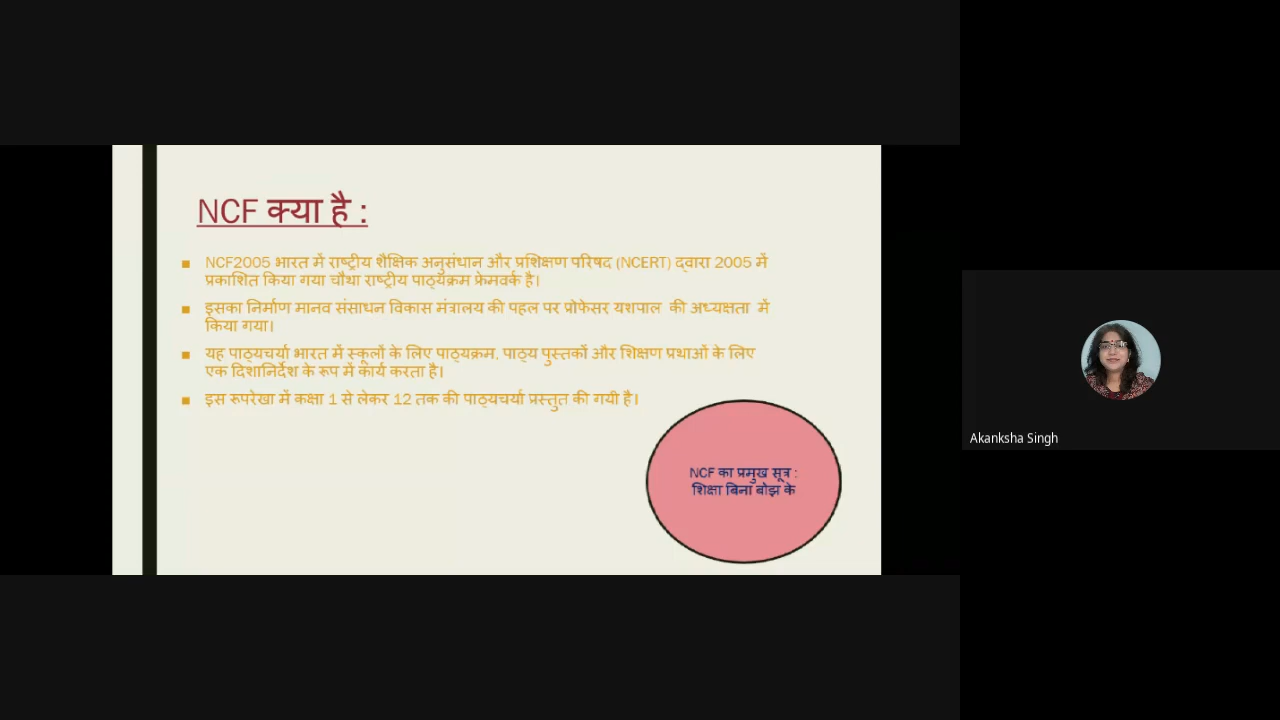 NCF क्या है :
NCF2005 भारत में राष्ट्रीय शैक्षिक अनुसंधान और प्रशिक्षण परिषद (NCERT) द्वारा 2005 में
प्रकाशित किया गया चौथा राष्ट्रीय पाठ्यक्रम फ्रेमवर्क है।
इसका निर्माण मानव संसाधन विकास मंत्रालय की पहल पर प्रोफेसर यशपाल की अध्यक्षता में
किया गया।
यह पाठ्यचर्या भारत में स्कूलों के लिए पाठ्यक्रम, पाठ्य पुस्तकों और शिक्षण प्रथाओं के लिए
एक दिशानिर्देश के रूप में कार्य करता है।
इस रूपरेखा में कक्षा 1 से लेकर 12 तक की पाठ्यचर्या प्रस्तुत की गयी है।
NCF का प्रमुख सूत्र :
शिक्षा बिना बोझ के
Akanksha Singh